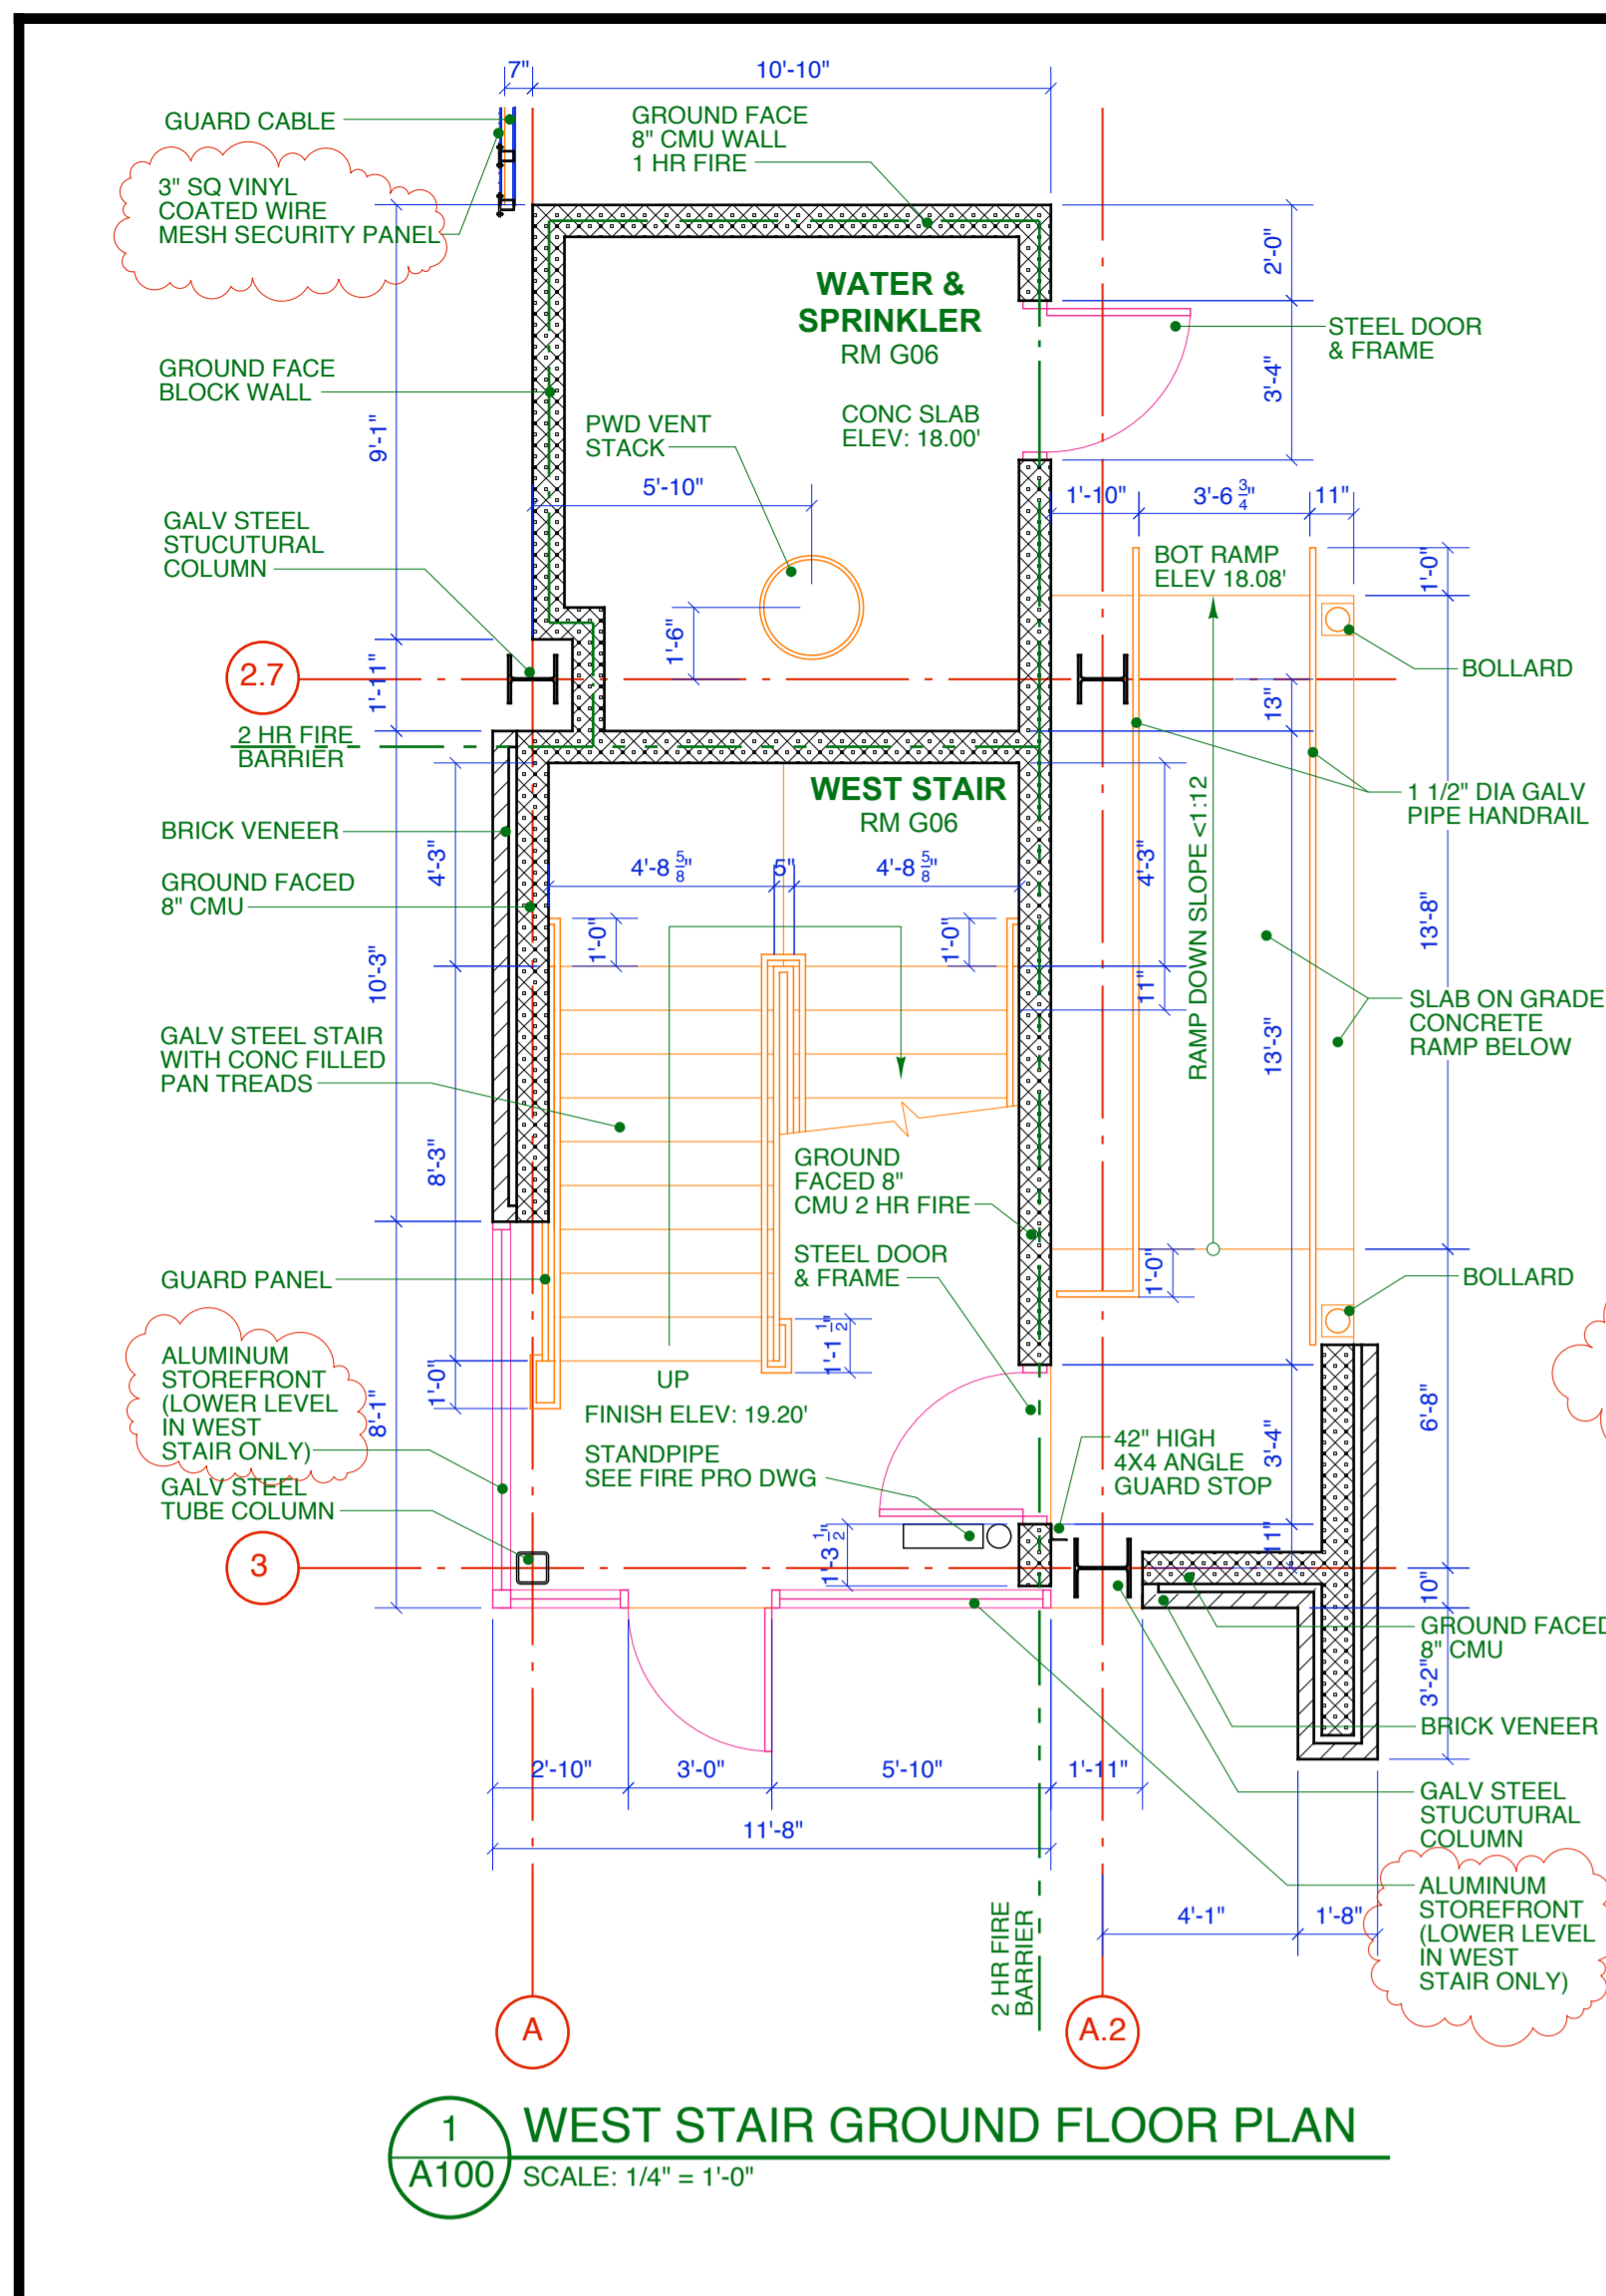 7"
10'-10"
GUARD CABLE
3" SQ VINYL
COATED WIRE
MESH SECURITY PANEL
GROUND FACE
8" CMU WALL
1 HR FIRE
2'-0"
WATER &
SPRINKLER
RM G06
STEEL DOOR
& FRAME
3'-4"
GROUND FACE
BLOCK WALL
9'-1"
CONC SLAB
ELEV: 18.00'
PWD VENT
STACK
5'-10"
1'-10"
3'-6 3/4"
11"
GALV STEEL
STUCUTURAL
COLUMN
BOT RAMP
ELEV 18.08'
1'-0"
1'-6"
BOLLARD
2.7
1'-11"
13"
2 HR FIRE
BARRIER
WEST STAIR
RM G06
1 1/2" DIA GALV
PIPE HANDRAIL
BRICK VENEER
4'-3"
4'-8 5/8"
5"
4'-8 5/8"
4'-3"
GROUND FACED
8" CMU
1'-0"
1'-0"
11"
RAMP DOWN SLOPE <1:12
13'-8"
10'-3"
SLAB ON GRADE
CONCRETE
RAMP BELOW
GALV STEEL STAIR
WITH CONC FILLED
PAN TREADS
13'-3"
8'-3"
GROUND
FACED 8"
CMU 2 HR FIRE
STEEL DOOR
& FRAME
GUARD PANEL
1'-0"
BOLLARD
1'-1 1/2"
ALUMINUM
STOREFRONT
(LOWER LEVEL
IN WEST
STAIR ONLY)
8'-1"
1'-0"
UP
FINISH ELEV: 19.20'
6'-8"
STANDPIPE
SEE FIRE PRO DWG
42" HIGH
4X4 ANGLE
GUARD STOP
3'-4"
GALV STEEL
TUBE COLUMN
3
1'-3 1/2"
11"
10"
GROUND FACED
8" CMU
3'-2"
BRICK VENEER
2'-10"
3'-0"
5'-10"
1'-11"
11'-8"
GALV STEEL
STUCUTURAL
COLUMN
ALUMINUM
STOREFRONT
(LOWER LEVEL
IN WEST
STAIR ONLY)
4'-1"
1'-8"
2 HR FIRE
BARRIER
A
A.2
1
A100
WEST STAIR GROUND FLOOR PLAN
SCALE: 1/4" = 1'-0"